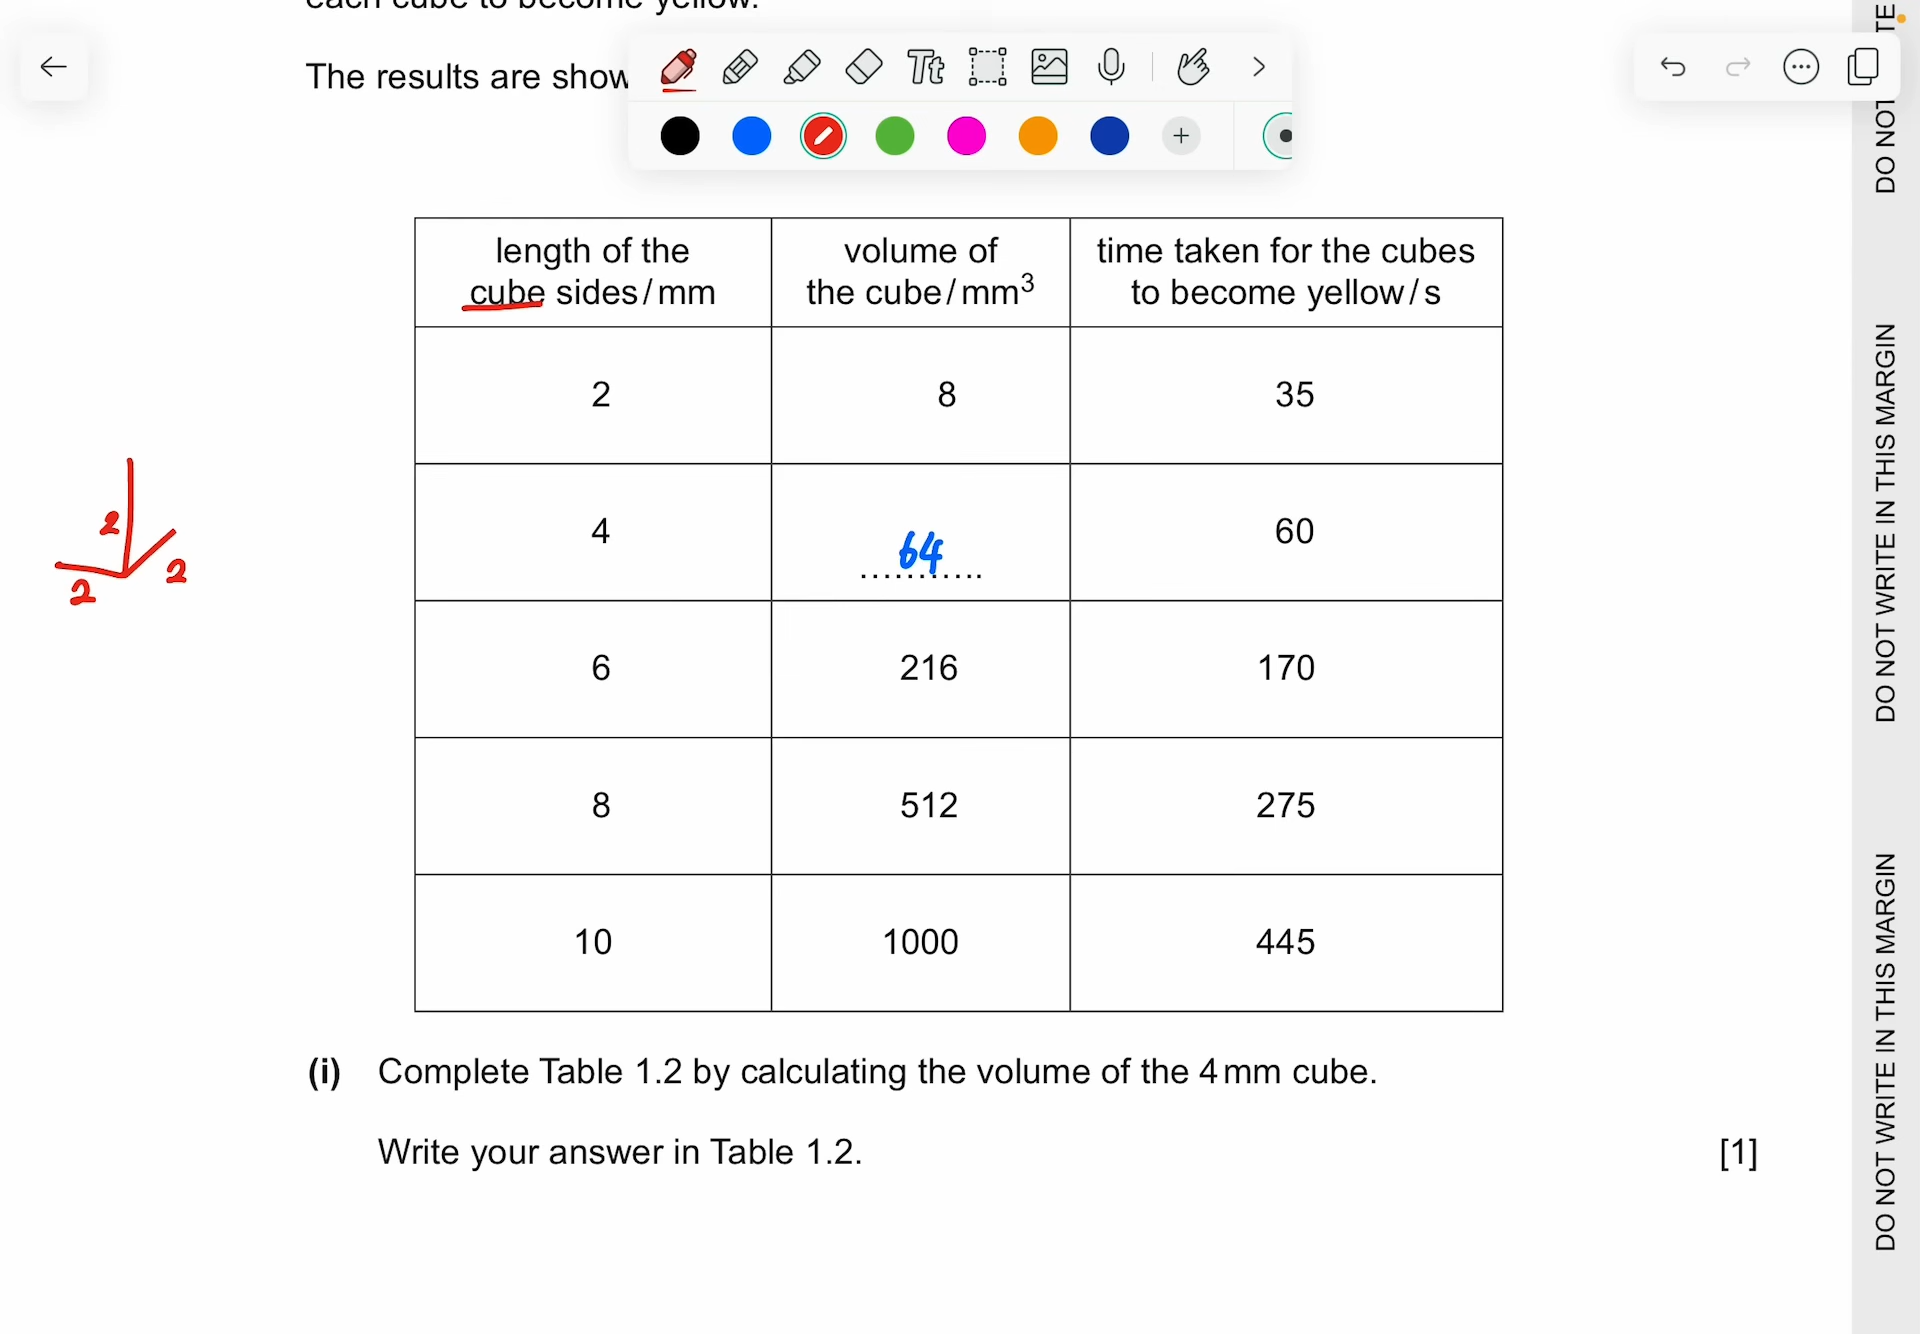 each cube to become yellow.
The results are show
Tt
length of the cube sides/mm
volume of the cube/mm³
time taken for the cubes to become yellow/s
2 8 35
4 64 60
6 216 170
8 512 275
10 1000 445
2
2
2
(i) Complete Table 1.2 by calculating the volume of the 4 mm cube.
Write your answer in Table 1.2. [1]
DO NOT WRITE IN THIS MARGIN
DO NOT WRITE IN THIS MARGIN
DO NOT
TE